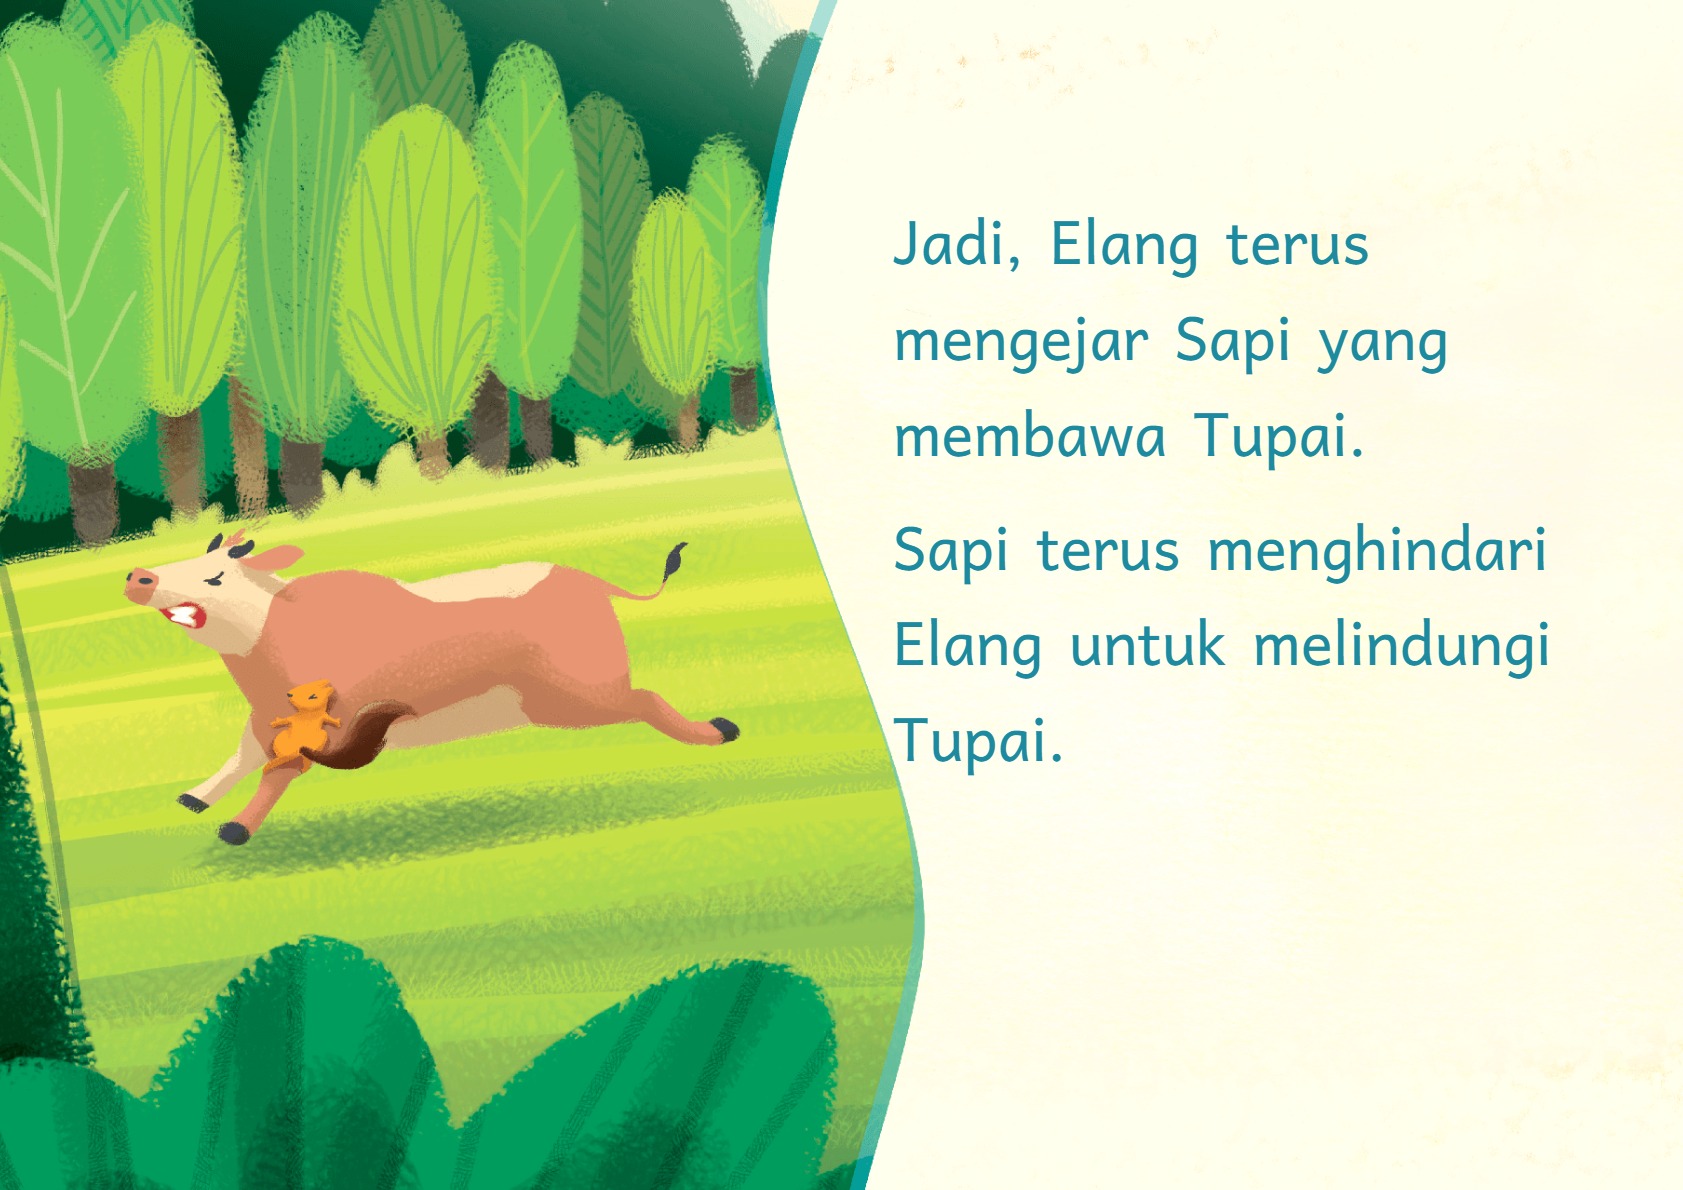 Jadi, Elang terus
mengejar Sapi yang
membawa Tupai.
Sapi terus menghindari
Elang untuk melindungi
Tupai.